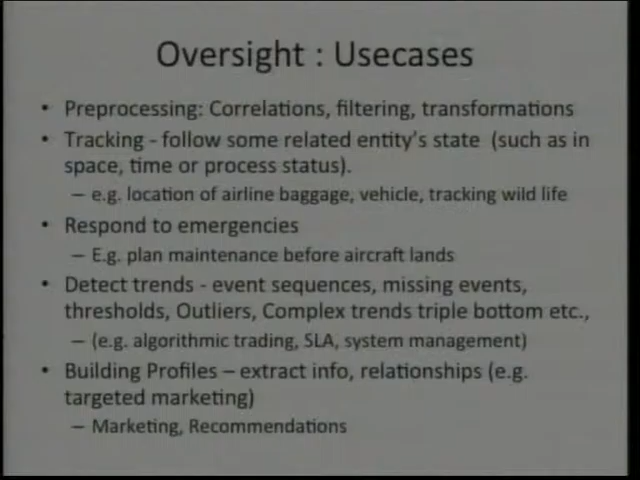 Oversight : Usecases
• Preprocessing: Correlations, filtering, transformations
• Tracking - follow some related entity's state (such as in
space, time or process status).
– e.g. location of airline baggage, vehicle, tracking wild life
• Respond to emergencies
– E.g. plan maintenance before aircraft lands
• Detect trends - event sequences, missing events,
thresholds, Outliers, Complex trends triple bottom etc.,
– (e.g. algorithmic trading, SLA, system management)
• Building Profiles – extract info, relationships (e.g.
targeted marketing)
– Marketing, Recommendations